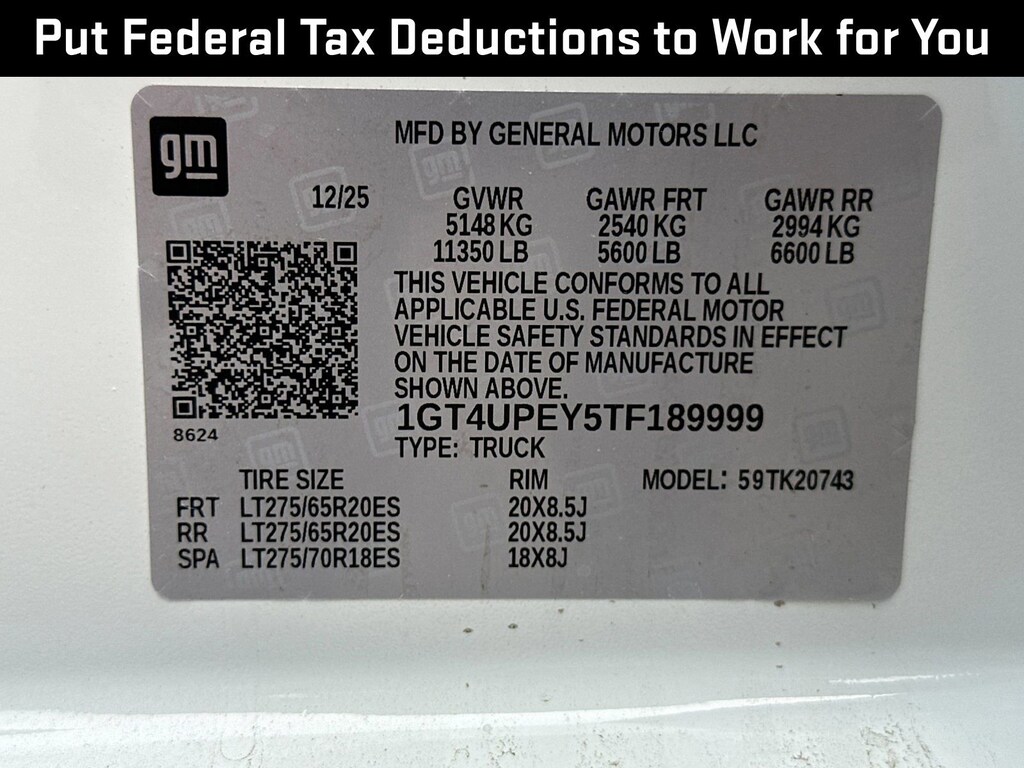 Put Federal Tax Deductions to Work for You
gm
MFD BY GENERAL MOTORS LLC
12/25 GVWR GAWR FRT GAWR RR
5148 KG 2540 KG 2994 KG
11350 LB 5600 LB 6600 LB
THIS VEHICLE CONFORMS TO ALL
APPLICABLE U.S. FEDERAL MOTOR
VEHICLE SAFETY STANDARDS IN EFFECT
ON THE DATE OF MANUFACTURE
SHOWN ABOVE.
1GT4UPEY5TF189999
8624
TYPE: TRUCK
TIRE SIZE RIM MODEL: 59TK20743
FRT LT275/65R20ES 20X8.5J
RR LT275/65R20ES 20X8.5J
SPA LT275/70R18ES 18X8J